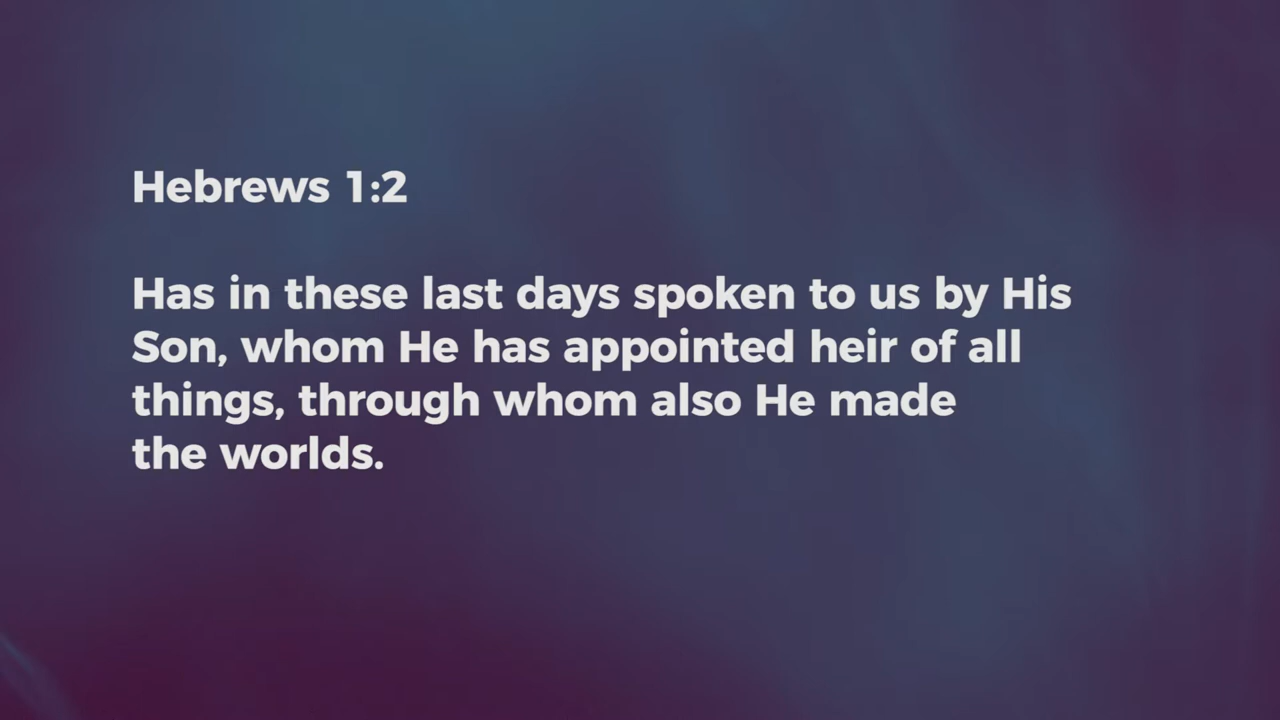 Hebrews 1:2
Has in these last days spoken to us by His
Son, whom He has appointed heir of all
things, through whom also He made
the worlds.